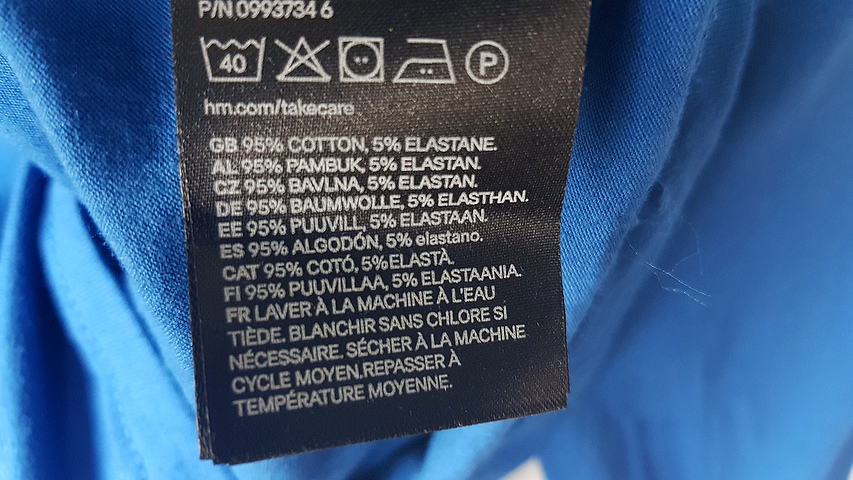 P/N 0993734 6
40 P
hm.com/takecare
GB 95% COTTON, 5% ELASTANE.
AL 95% PAMBUK, 5% ELASTAN.
CZ 95% BAVLNA, 5% ELASTAN.
DE 95% BAUMWOLLE, 5% ELASTHAN.
EE 95% PUUVILL, 5% ELASTAAN.
ES 95% ALGODÓN, 5% elastano.
CAT 95% COTÓ, 5%ELASTÀ.
FI 95% PUUVILLAA, 5% ELASTAANIA.
FR LAVER À LA MACHINE À L'EAU
TIÈDE. BLANCHIR SANS CHLORE SI
NÉCESSAIRE. SÉCHER À LA MACHINE
CYCLE MOYEN.REPASSER À
TEMPÉRATURE MOYENNE.